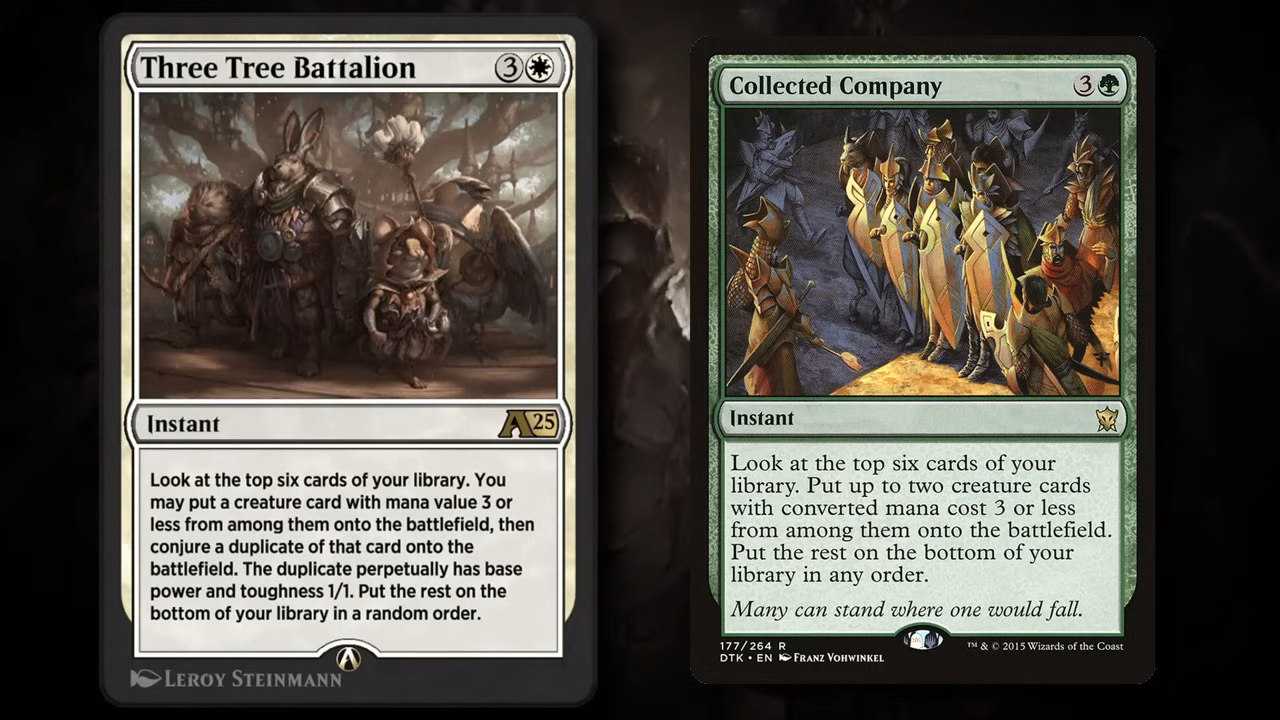 Three Tree Battalion 3
Instant A25
Look at the top six cards of your library. You
may put a creature card with mana value 3 or
less from among them onto the battlefield, then
conjure a duplicate of that card onto the
battlefield. The duplicate perpetually has base
power and toughness 1/1. Put the rest on the
bottom of your library in a random order.
Leroy Steinmann
Collected Company 3
Instant
Look at the top six cards of your
library. Put up to two creature cards
with converted mana cost 3 or less
from among them onto the battlefield.
Put the rest on the bottom of your
library in any order.
Many can stand where one would fall.
177/264 R
DTK • EN Franz Vohwinkel
™ & © 2015 Wizards of the Coast